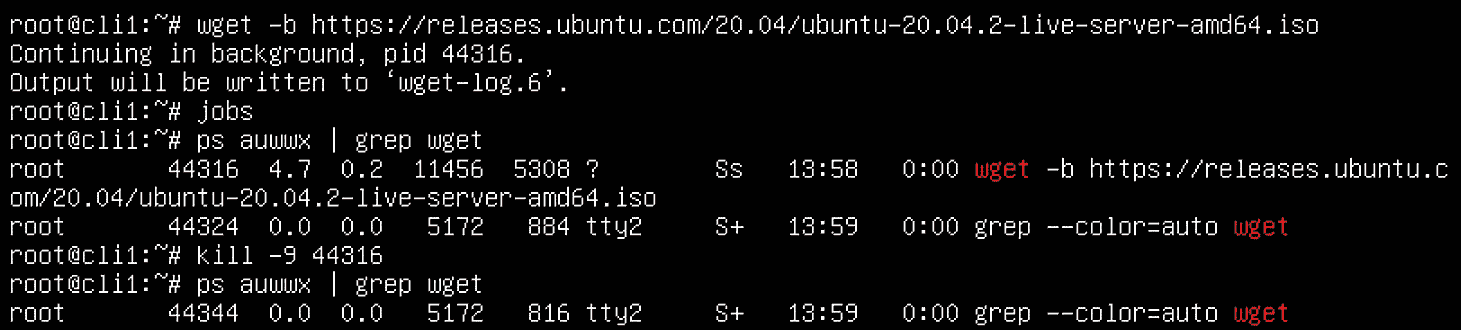 root@cli1:~# wget -b https://releases.ubuntu.com/20.04/ubuntu-20.04.2-live-server-amd64.iso
Continuing in background, pid 44316.
Output will be written to ‘wget-log.6’.
root@cli1:~# jobs
root@cli1:~# ps auwwx | grep wget
root 44316 4.7 0.2 11456 5308 ? Ss 13:58 0:00 wget -b https://releases.ubuntu.c
om/20.04/ubuntu-20.04.2-live-server-amd64.iso
root 44324 0.0 0.0 5172 884 tty2 S+ 13:59 0:00 grep --color=auto wget
root@cli1:~# kill -9 44316
root@cli1:~# ps auwwx | grep wget
root 44344 0.0 0.0 5172 816 tty2 S+ 13:59 0:00 grep --color=auto wget